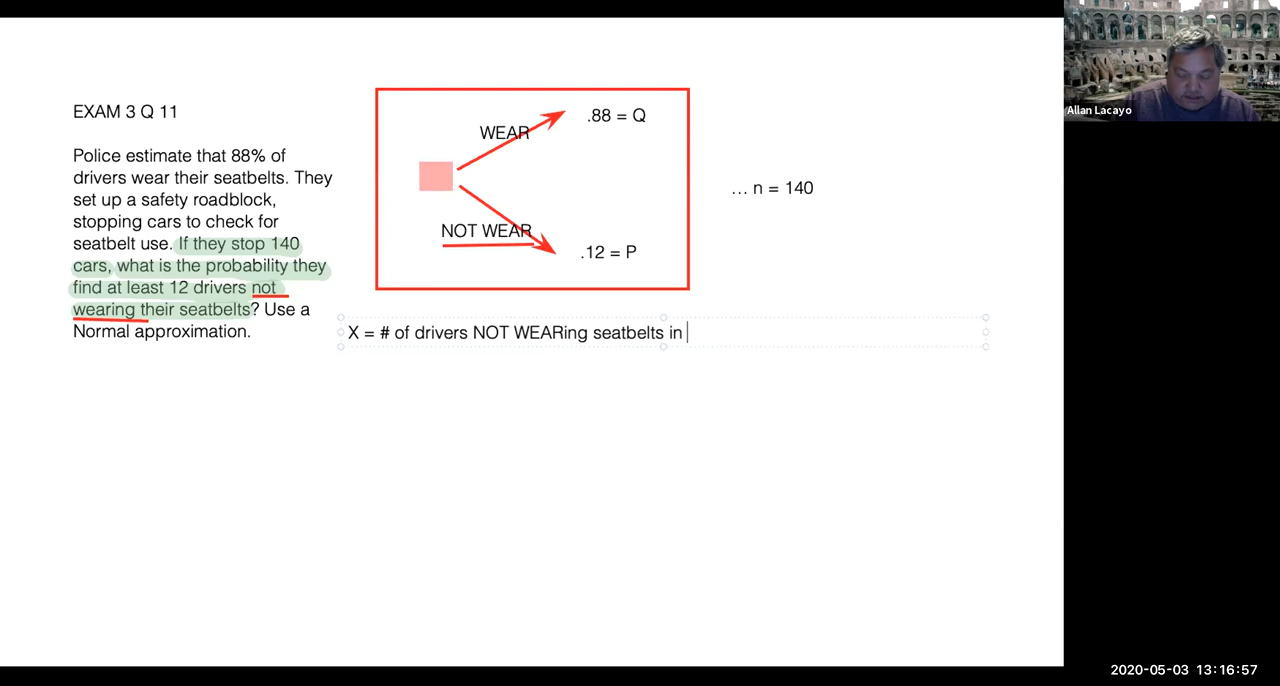 EXAM 3 Q 11
Police estimate that 88% of
drivers wear their seatbelts. They
set up a safety roadblock,
stopping cars to check for
seatbelt use. If they stop 140
cars, what is the probability they
find at least 12 drivers not
wearing their seatbelts? Use a
Normal approximation.
WEAR
.88 = Q
NOT WEAR
.12 = P
... n = 140
X = # of drivers NOT WEARing seatbelts in
Allan Lacayo
2020-05-03 13:16:57